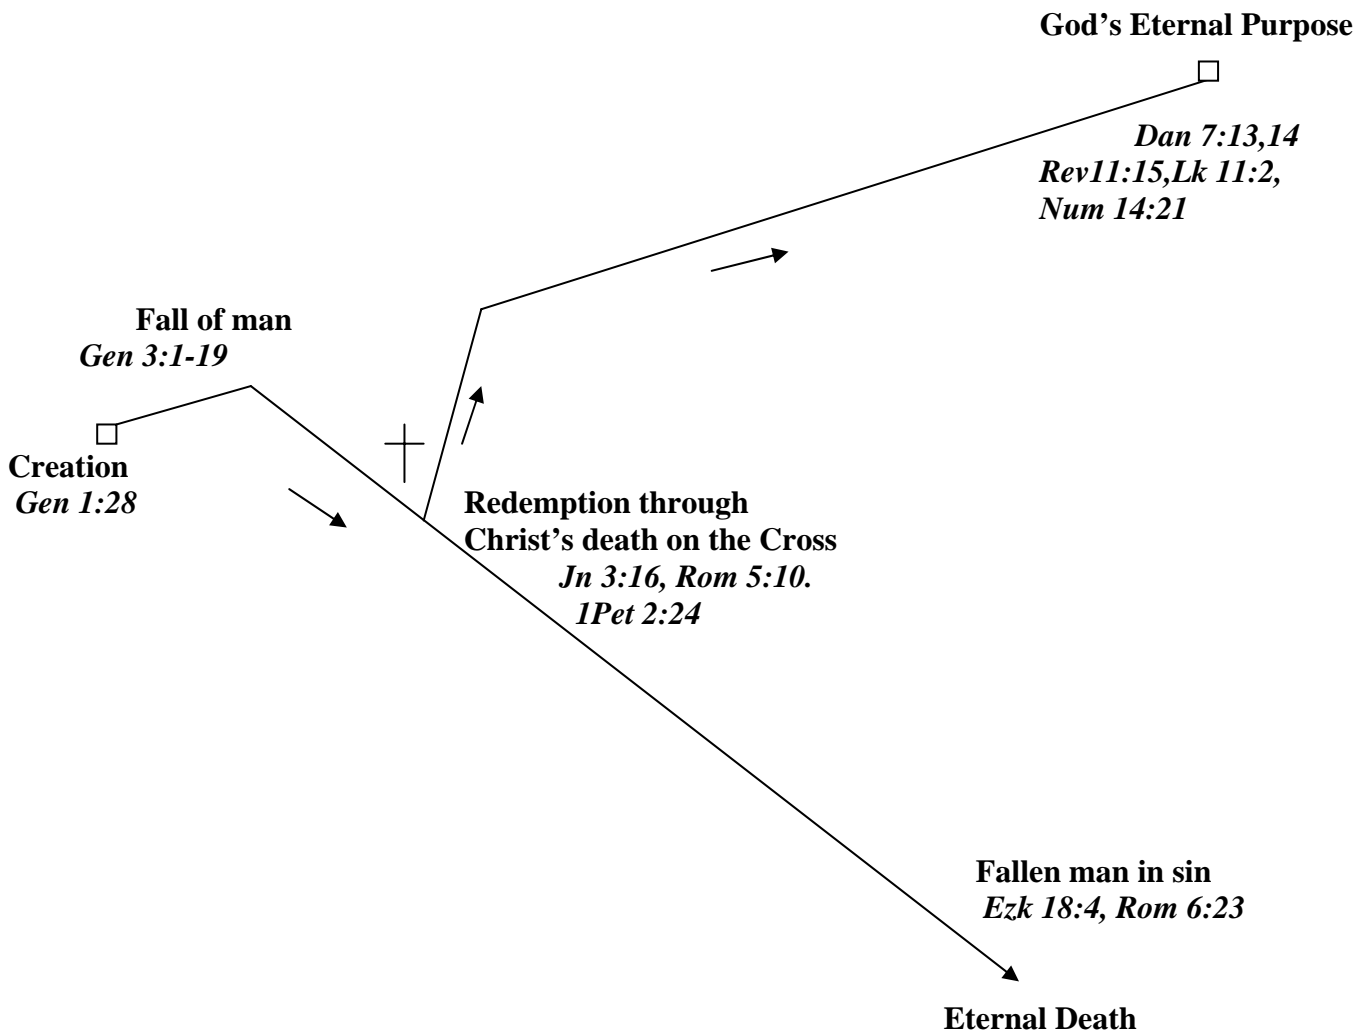 God’s Eternal Purpose
Dan 7:13,14
Rev11:15,Lk 11:2,
Num 14:21
Fall of man
Gen 3:1-19
Creation
Gen 1:28
Redemption through
Christ’s death on the Cross
Jn 3:16, Rom 5:10.
1Pet 2:24
Fallen man in sin
Ezk 18:4, Rom 6:23
Eternal Death